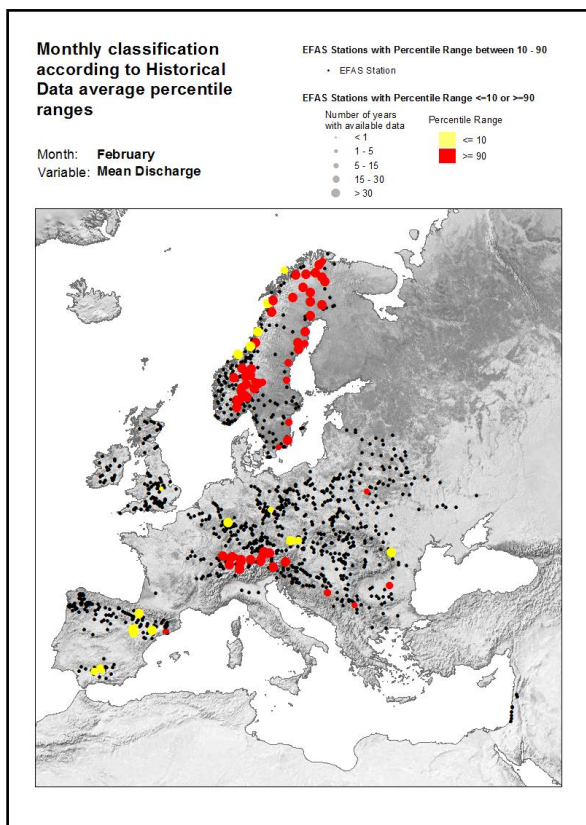 Monthly classification
according to Historical
Data average percentile
ranges
Month: February
Variable: Mean Discharge
EFAS Stations with Percentile Range between 10 - 90
EFAS Station
EFAS Stations with Percentile Range <=10 or >=90
Number of years
with available data
< 1
1 - 5
5 - 15
15 - 30
> 30
Percentile Range
<= 10
>= 90